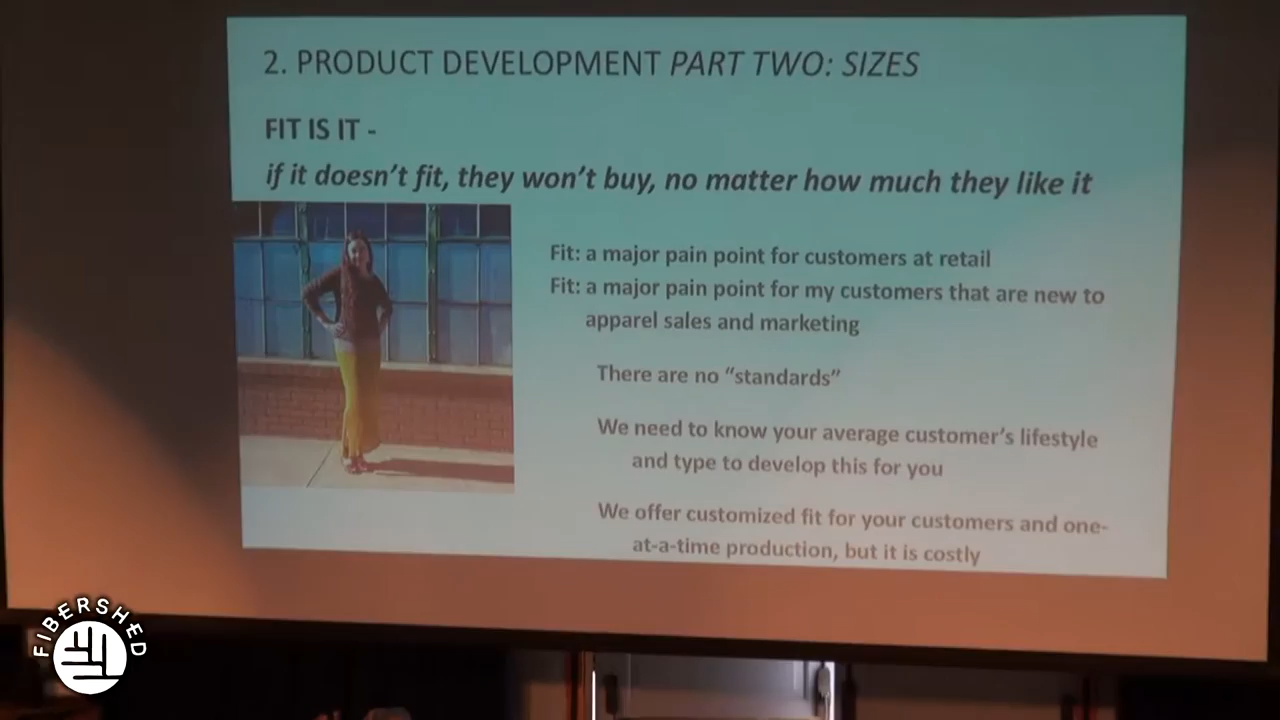 2. PRODUCT DEVELOPMENT PART TWO: SIZES
FIT IS IT -
if it doesn't fit, they won't buy, no matter how much they like it
Fit: a major pain point for customers at retail
Fit: a major pain point for my customers that are new to
apparel sales and marketing
There are no “standards”
We need to know your average customer's lifestyle
and type to develop this for you
We offer customized fit for your customers and one-
at-a-time production, but it is costly
FIBERSHED